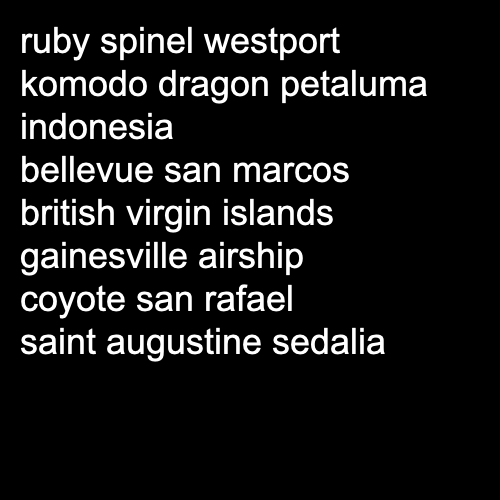 ruby spinel westport
komodo dragon petaluma
indonesia
bellevue san marcos
british virgin islands
gainesville airship
coyote san rafael
saint augustine sedalia